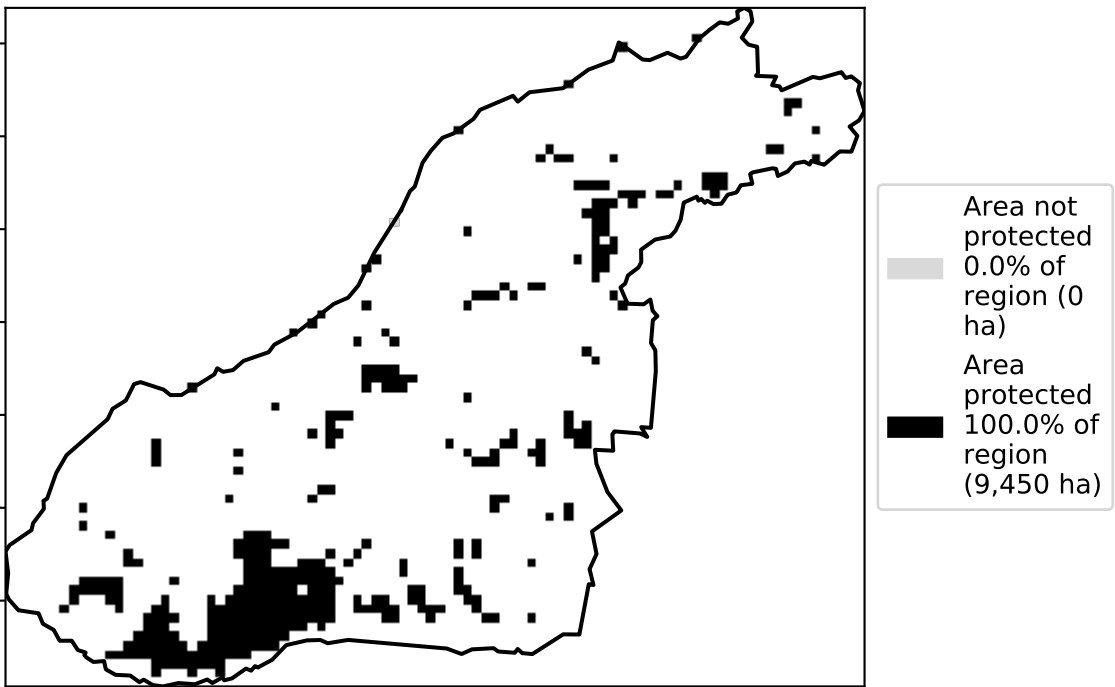 Area not
protected
0.0% of
region (0
ha)
Area
protected
100.0% of
region
(9,450 ha)